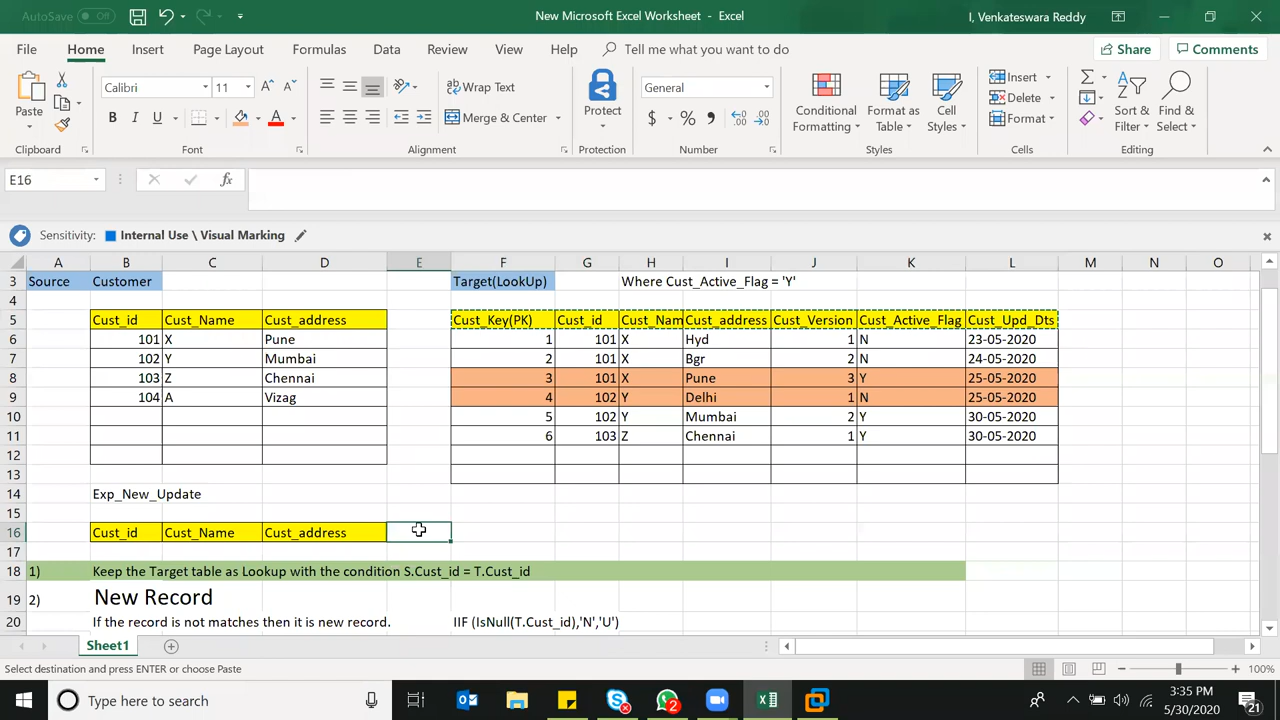 AutoSave Off
New Microsoft Excel Worksheet - Excel
I, Venkateswara Reddy
File Home Insert Page Layout Formulas Data Review View Help Tell me what you want to do Share Comments
Paste
Clipboard
Calibri 11
B I U
Font
Wrap Text
Merge & Center
Alignment
Protect
Protection
General
$ % ,
Number
Conditional Formatting
Format as Table
Cell Styles
Styles
Insert
Delete
Format
Cells
Sort & Filter
Find & Select
Editing
E16
fx
Sensitivity: Internal Use \ Visual Marking
A B C D E F G H I J K L M N O
3 Source Customer Target(LookUp) Where Cust_Active_Flag = 'Y'
4
5 Cust_id Cust_Name Cust_address Cust_Key(PK) Cust_id Cust_Nam Cust_address Cust_Version Cust_Active_Flag Cust_Upd_Dts
6 101 X Pune 1 101 X Hyd 1 N 23-05-2020
7 102 Y Mumbai 2 101 X Bgr 2 N 24-05-2020
8 103 Z Chennai 3 101 X Pune 3 Y 25-05-2020
9 104 A Vizag 4 102 Y Delhi 1 N 25-05-2020
10 5 102 Y Mumbai 2 Y 30-05-2020
11 6 103 Z Chennai 1 Y 30-05-2020
12
13
14 Exp_New_Update
15
16 Cust_id Cust_Name Cust_address
17
18 1) Keep the Target table as Lookup with the condition S.Cust_id = T.Cust_id
19 2) New Record
20 If the record is not matches then it is new record. IIF (IsNull(T.Cust_id),'N','U')
Sheet1
Select destination and press ENTER or choose Paste
100%
Type here to search
2
3:35 PM
5/30/2020
21